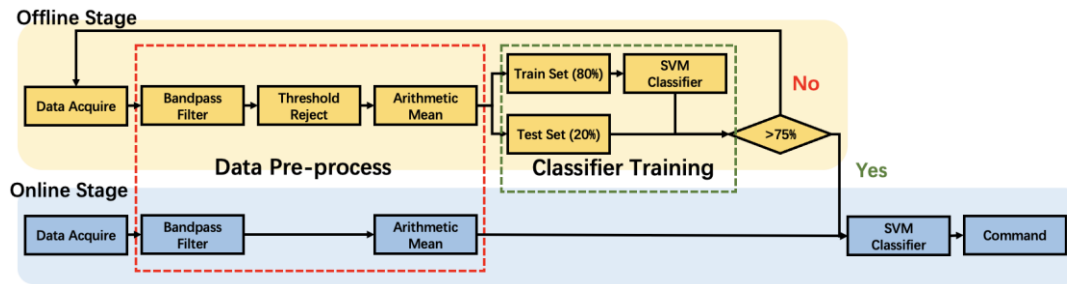 Offline Stage
Data Acquire
Bandpass
Filter
Threshold
Reject
Arithmetic
Mean
Train Set (80%)
SVM
Classifier
Test Set (20%)
>75%
No
Data Pre-process
Classifier Training
Yes
Online Stage
Data Acquire
Bandpass
Filter
Arithmetic
Mean
SVM
Classifier
Command